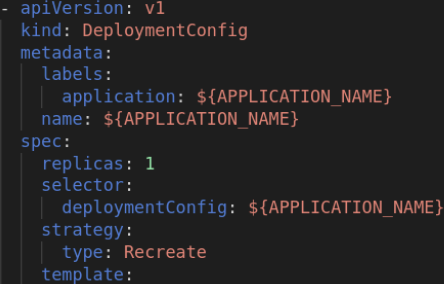 - apiVersion: v1
kind: DeploymentConfig
metadata:
labels:
application: ${APPLICATION_NAME}
name: ${APPLICATION_NAME}
spec:
replicas: 1
selector:
deploymentConfig: ${APPLICATION_NAME}
strategy:
type: Recreate
template: